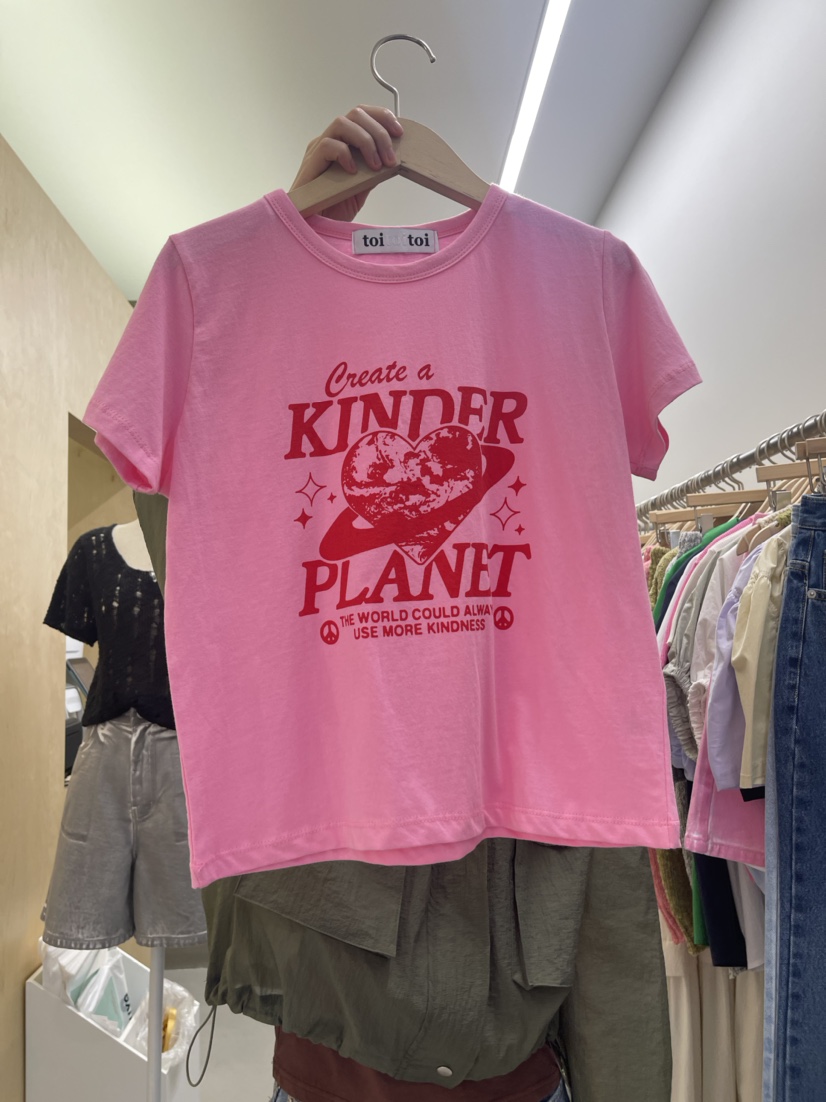 toi toi
Create a
KINDER
PLANET
THE WORLD COULD ALWAY
USE MORE KINDNESS